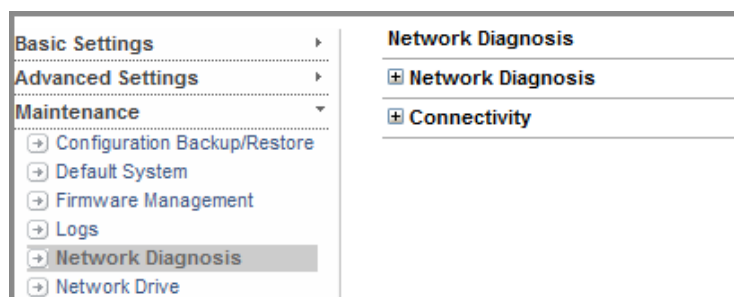 Basic Settings
Advanced Settings
Maintenance
Configuration Backup/Restore
Default System
Firmware Management
Logs
Network Diagnosis
Network Drive
Network Diagnosis
Network Diagnosis
Connectivity